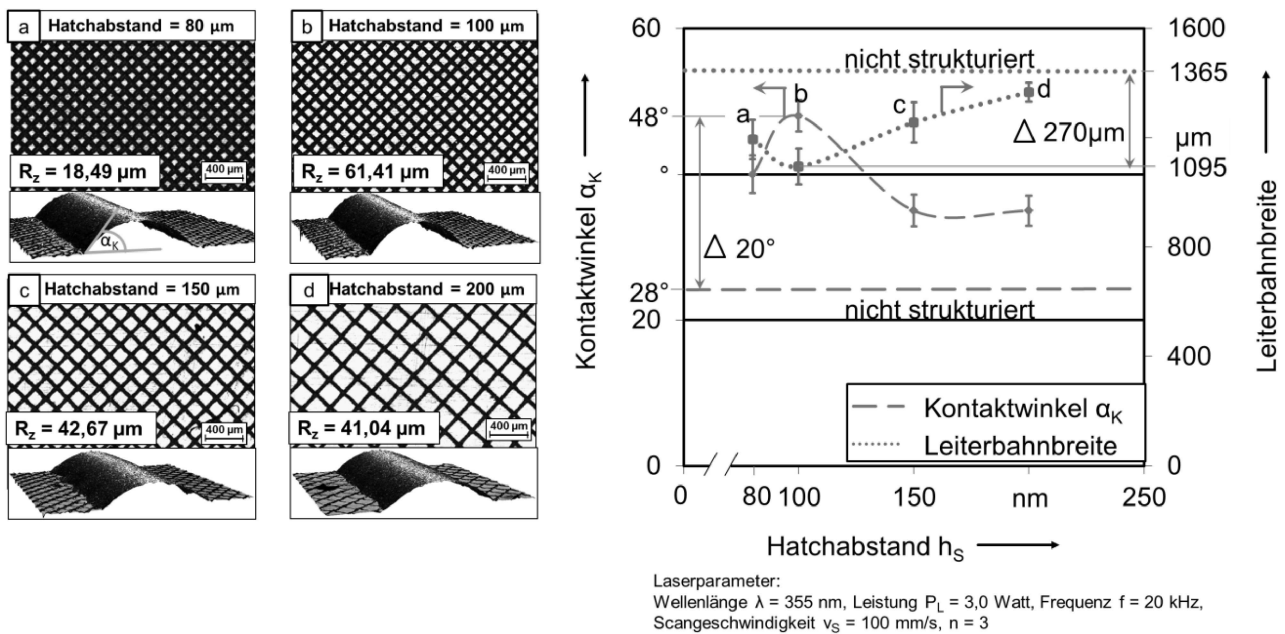 a Hatchabstand = 80 µm
R_z = 18,49 µm
400 µm
α_K
b Hatchabstand = 100 µm
R_z = 61,41 µm
400 µm
c Hatchabstand = 150 µm
R_z = 42,67 µm
400 µm
d Hatchabstand = 200 µm
R_z = 41,04 µm
400 µm
Kontaktwinkel α_K
60
48°
°
28°
20
0
nicht strukturiert
a
b
c
d
Δ 270µm
Δ 20°
nicht strukturiert
Kontaktwinkel α_K
Leiterbahnbreite
1600
1365
µm
1095
800
400
0
Leiterbahnbreite
0 80 100 150 nm 250
Hatchabstand h_S
Laserparameter:
Wellenlänge λ = 355 nm, Leistung P_L = 3,0 Watt, Frequenz f = 20 kHz,
Scangeschwindigkeit v_S = 100 mm/s, n = 3